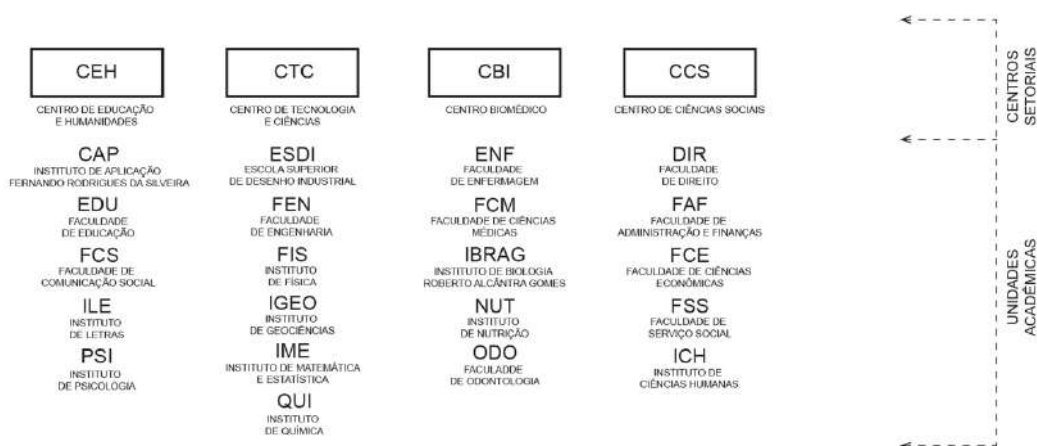 CEH
CENTRO DE EDUCAÇÃO
E HUMANIDADES
CTC
CENTRO DE TECNOLOGIA
E CIÊNCIAS
CBI
CENTRO BIOMÉDICO
CCS
CENTRO DE CIÊNCIAS SOCIAIS
CENTROS
SETORIAIS
CAP
INSTITUTO DE APLICAÇÃO
FERNANDO RODRIGUES DA SILVEIRA
EDU
FACULDADE
DE EDUCAÇÃO
FCS
FACULDADE DE
COMUNICAÇÃO SOCIAL
ILE
INSTITUTO
DE LETRAS
PSI
INSTITUTO
DE PSICOLOGIA
ESDI
ESCOLA SUPERIOR
DE DESENHO INDUSTRIAL
FEN
FACULDADE
DE ENGENHARIA
FIS
INSTITUTO
DE FÍSICA
IGEO
INSTITUTO
DE GEOCIÊNCIAS
IME
INSTITUTO DE MATEMÁTICA
E ESTATÍSTICA
QUI
INSTITUTO
DE QUÍMICA
ENF
FACULDADE
DE ENFERMAGEM
FCM
FACULDADE DE CIÊNCIAS
MÉDICAS
IBRAG
INSTITUTO DE BIOLOGIA
ROBERTO ALCÂNTRA GOMES
NUT
INSTITUTO
DE NUTRIÇÃO
ODO
FACULADDE
DE ODONTOLOGIA
DIR
FACULDADE
DE DIREITO
FAF
FACULDADE DE
ADMINISTRAÇÃO E FINANÇAS
FCE
FACULDADE DE CIÊNCIAS
ECONÔMICAS
FSS
FACULDADE DE
SERVIÇO SOCIAL
ICH
INSTITUTO DE
CIÊNCIAS HUMANAS
UNIDADES
ACADÊMICAS